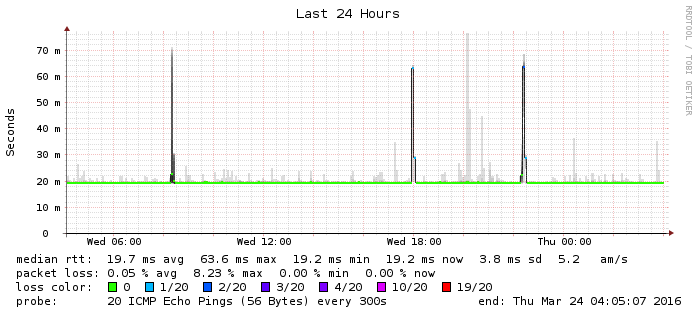 Last 24 Hours
RRDTOOL / TOBI OETIKER
Seconds
70 m
60 m
50 m
40 m
30 m
20 m
10 m
0
Wed 06:00 Wed 12:00 Wed 18:00 Thu 00:00
median rtt: 19.7 ms avg 63.6 ms max 19.2 ms min 19.2 ms now 3.8 ms sd 5.2 am/s
packet loss: 0.05 % avg 8.23 % max 0.00 % min 0.00 % now
loss color: 0 1/20 2/20 3/20 4/20 10/20 19/20
probe: 20 ICMP Echo Pings (56 Bytes) every 300s end: Thu Mar 24 04:05:07 2016